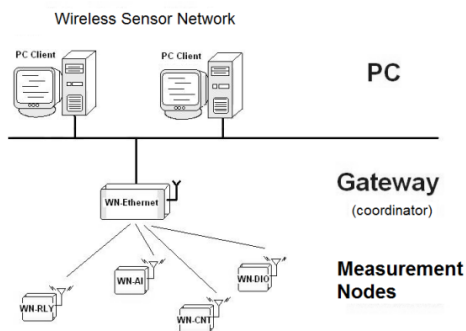 Wireless Sensor Network
PC Client
PC Client
PC
WN-Ethernet
Gateway
(coordinator)
WN-RLY
WN-AI
WN-CNT
WN-DIO
Measurement
Nodes